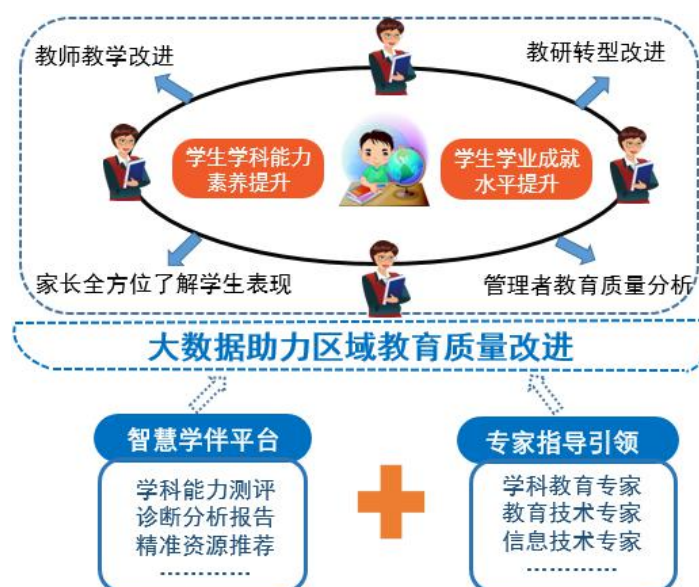 教师教学改进
教研转型改进
学生学科能力
素养提升
学生学业成就
水平提升
家长全方位了解学生表现
管理者教育质量分析
大数据助力区域教育质量改进
智慧学伴平台
学科能力测评
诊断分析报告
精准资源推荐
…………
专家指导引领
学科教育专家
教育技术专家
信息技术专家
…………